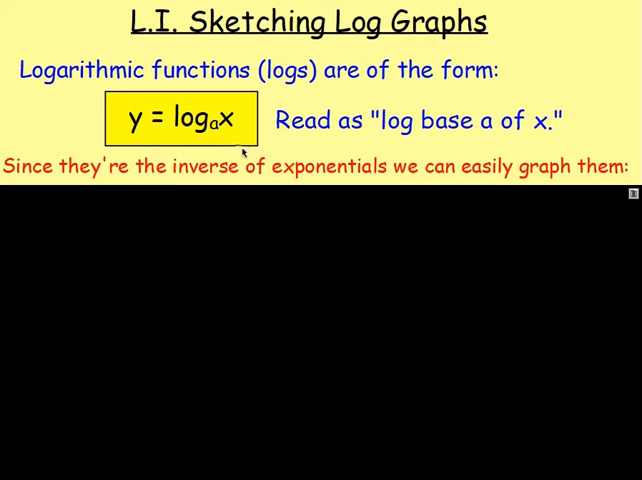 L.I. Sketching Log Graphs
Logarithmic functions (logs) are of the form:
y = logₐx Read as "log base a of x."
Since they're the inverse of exponentials we can easily graph them: